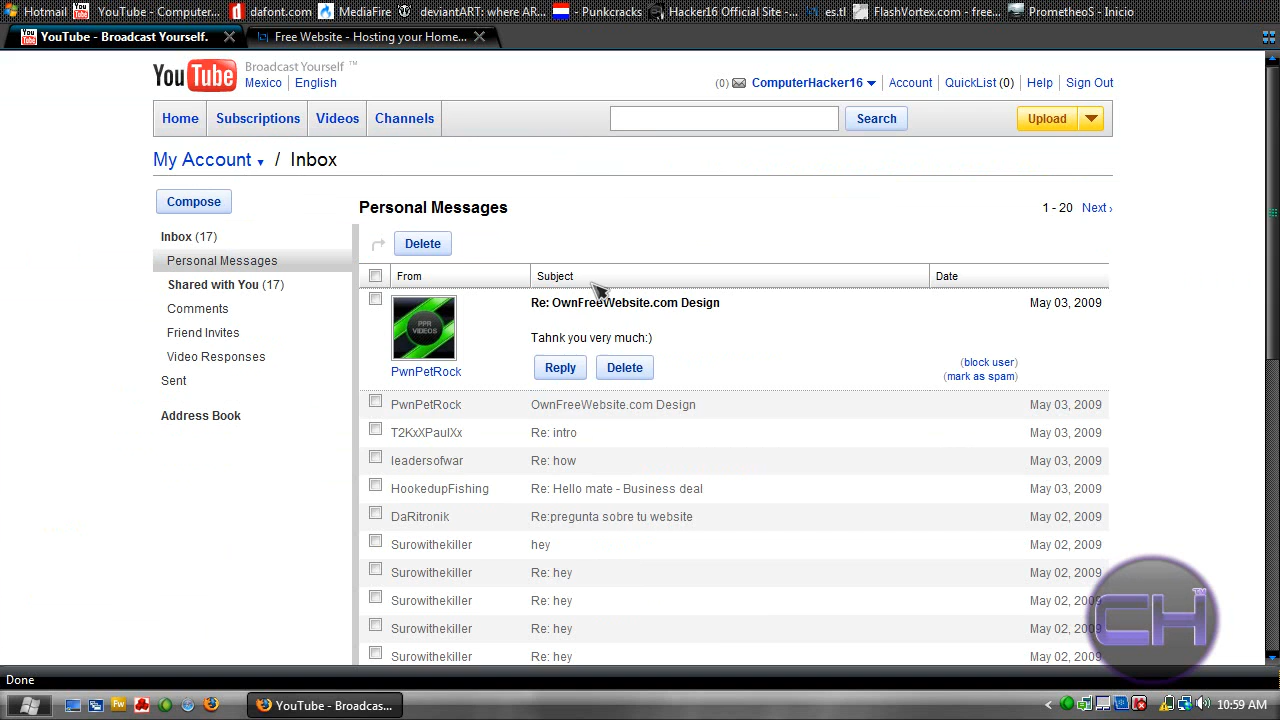 Hotmail YouTube - Computer... dafont.com MediaFire deviantART: where AR... - Punkcracks Hacker16 Official Site -... es.tl FlashVortex.com - free... PrometheoS - Inicio
YouTube - Broadcast Yourself. Free Website - Hosting your Home...
YouTube Broadcast Yourself ™
Mexico English
(0) ComputerHacker16 Account QuickList (0) Help Sign Out
Home Subscriptions Videos Channels Search Upload
My Account / Inbox
Compose
Personal Messages 1 - 20 Next ›
Inbox (17)
Personal Messages
Shared with You (17)
Comments
Friend Invites
Video Responses
Sent
Address Book
Delete
From Subject Date
Re: OwnFreeWebsite.com Design May 03, 2009
PPR
VIDEOS
Tahnk you very much:)
Reply Delete
(block user)
(mark as spam)
PwnPetRock
PwnPetRock OwnFreeWebsite.com Design May 03, 2009
T2KxXPaulXx Re: intro May 03, 2009
leadersofwar Re: how May 03, 2009
HookedupFishing Re: Hello mate - Business deal May 03, 2009
DaRitronik Re:pregunta sobre tu website May 02, 2009
Surowithekiller hey May 02, 2009
Surowithekiller Re: hey May 02, 2009
Surowithekiller Re: hey May 02, 2009
Surowithekiller Re: hey May 02, 2009
Surowithekiller Re: hey May 02, 2009
CH™
Done
Fw YouTube - Broadcas... 10:59 AM